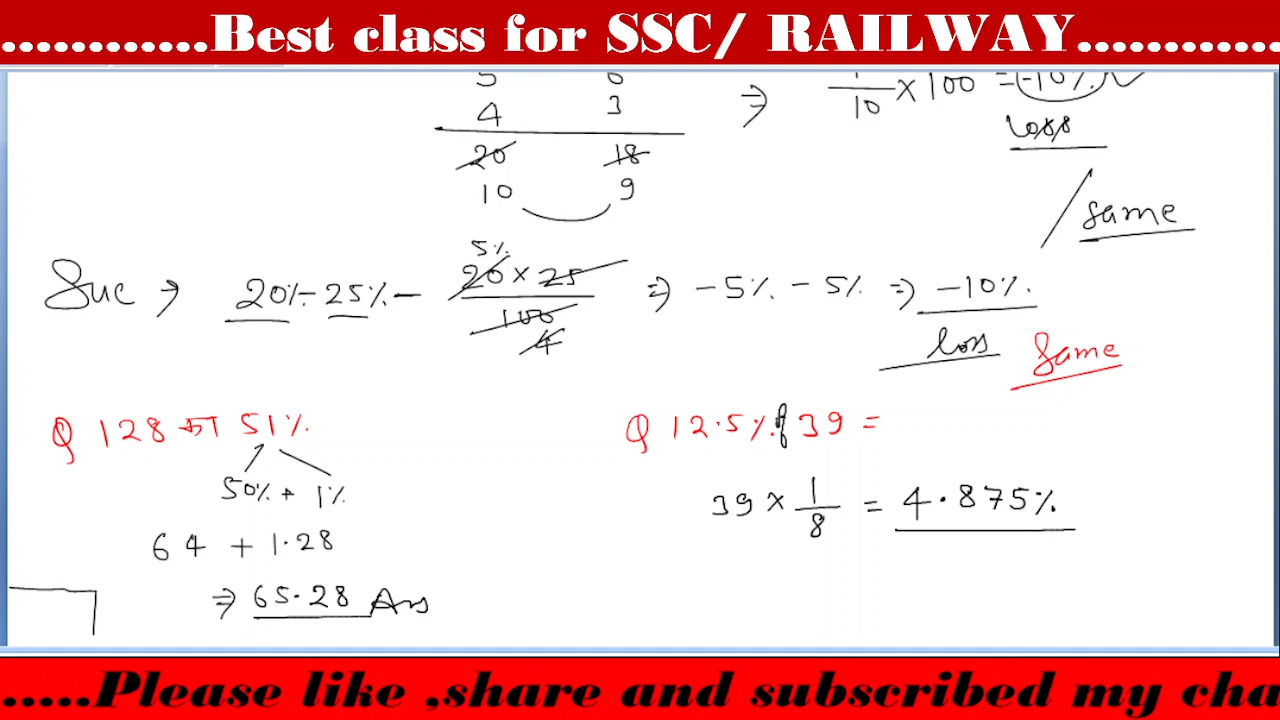 ............Best class for SSC/ RAILWAY............
4 3 ⇒ 1/10 × 100 = -10%
loss
20 18
10 9
same
Suc → 20% - 25% - 20 × 25 / 100 ⇒ -5% - 5% ⇒ -10%.
5%
4
loss same
Q 128 का 51% Q 12.5% of 39 =
50% + 1% 39 × 1/8 = 4.875%
64 + 1.28
⇒ 65.28 Ans
.....Please like ,share and subscribed my cha